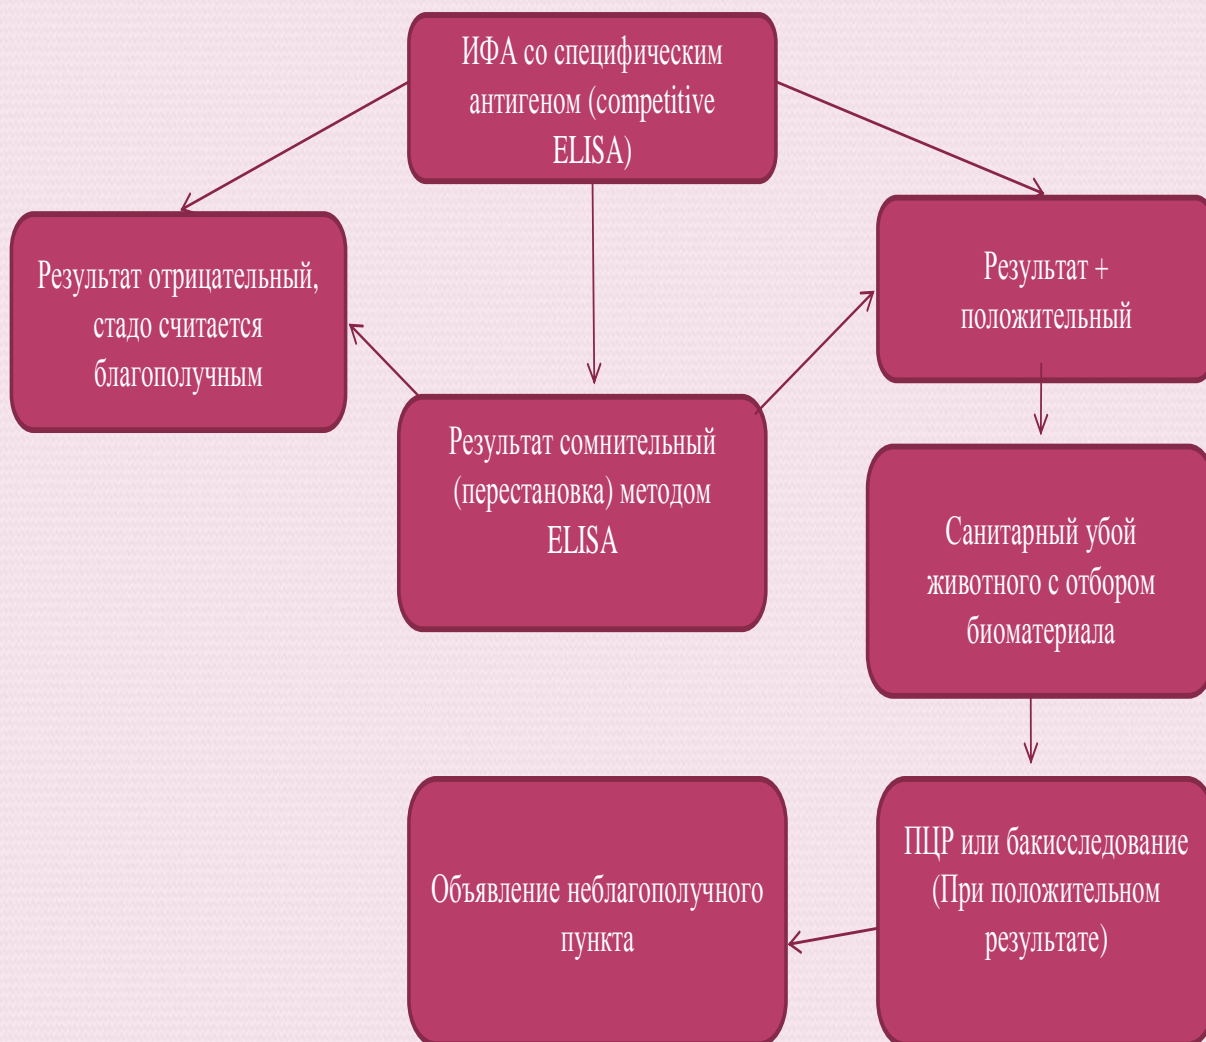 ИФА со специфическим
антигеном (competitive
ELISA)
Результат отрицательный,
стадо считается
благополучным
Результат +
положительный
Результат сомнительный
(перестановка) методом
ELISA
Санитарный убой
животного с отбором
биоматериала
ПЦР или бакисследование
(При положительном
результате)
Объявление неблагополучного
пункта